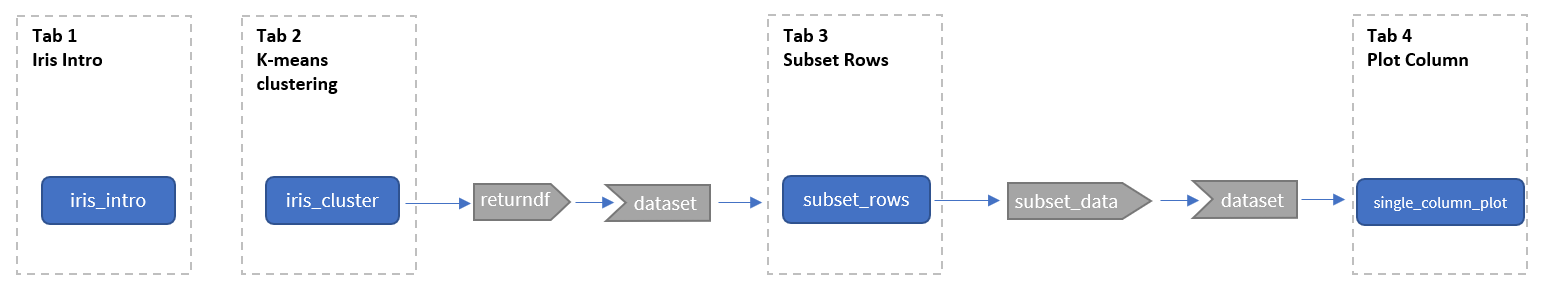 Tab 1
Iris Intro
Tab 2
K-means
clustering
Tab 3
Subset Rows
Tab 4
Plot Column
iris_intro
iris_cluster
returndf
dataset
subset_rows
subset_data
dataset
single_column_plot